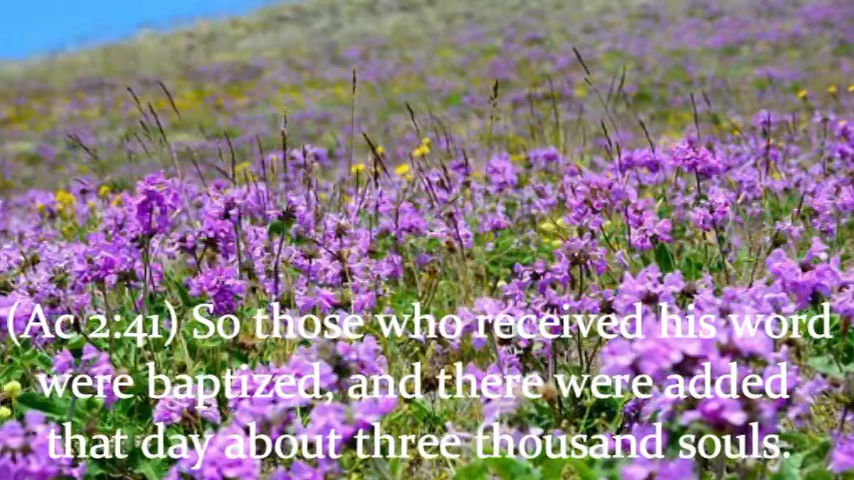 (Ac 2:41) So those who received his word
were baptized, and there were added
that day about three thousand souls.